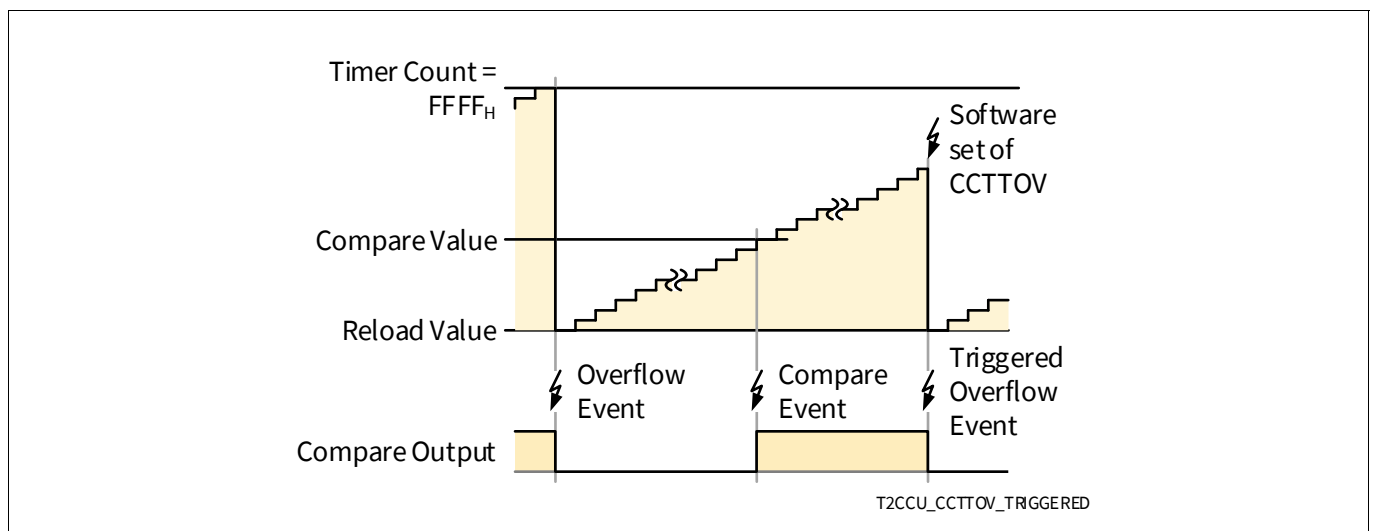 Timer Count =
FFFF_H
Software
set of
CCTTOV
Compare Value
Reload Value
Overflow
Event
Compare
Event
Triggered
Overflow
Event
Compare Output
T2CCU_CCTTOV_TRIGGERED